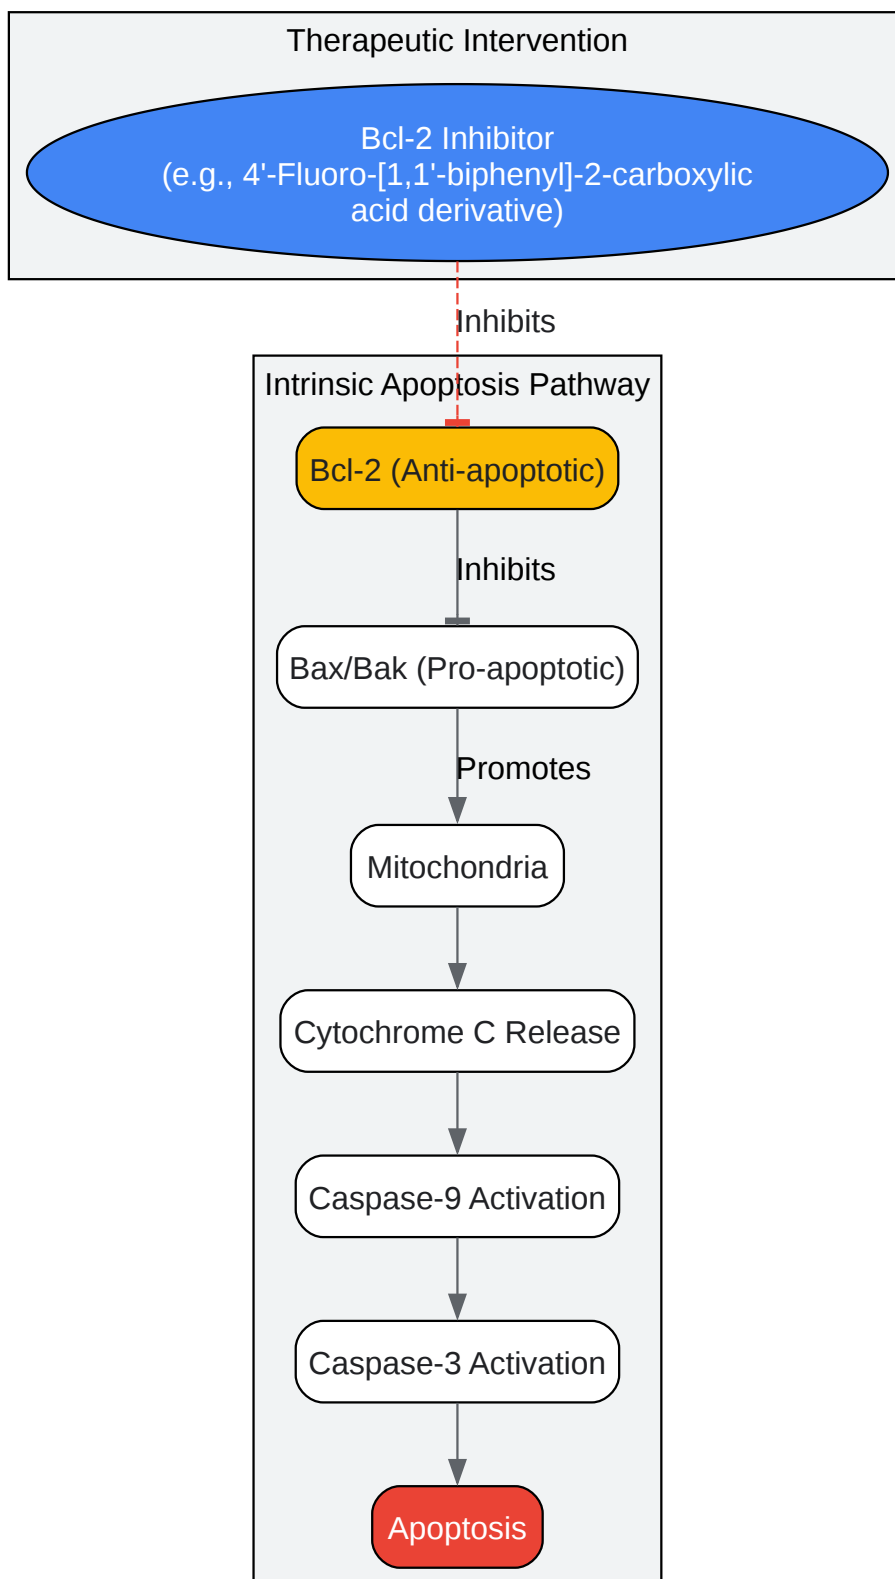 Therapeutic Intervention
Bcl-2 Inhibitor
(e.g., 4'-Fluoro-[1,1'-biphenyl]-2-carboxylic
acid derivative)
Inhibits
Intrinsic Apoptosis Pathway
Bcl-2 (Anti-apoptotic)
Inhibits
Bax/Bak (Pro-apoptotic)
Promotes
Mitochondria
Cytochrome C Release
Caspase-9 Activation
Caspase-3 Activation
Apoptosis